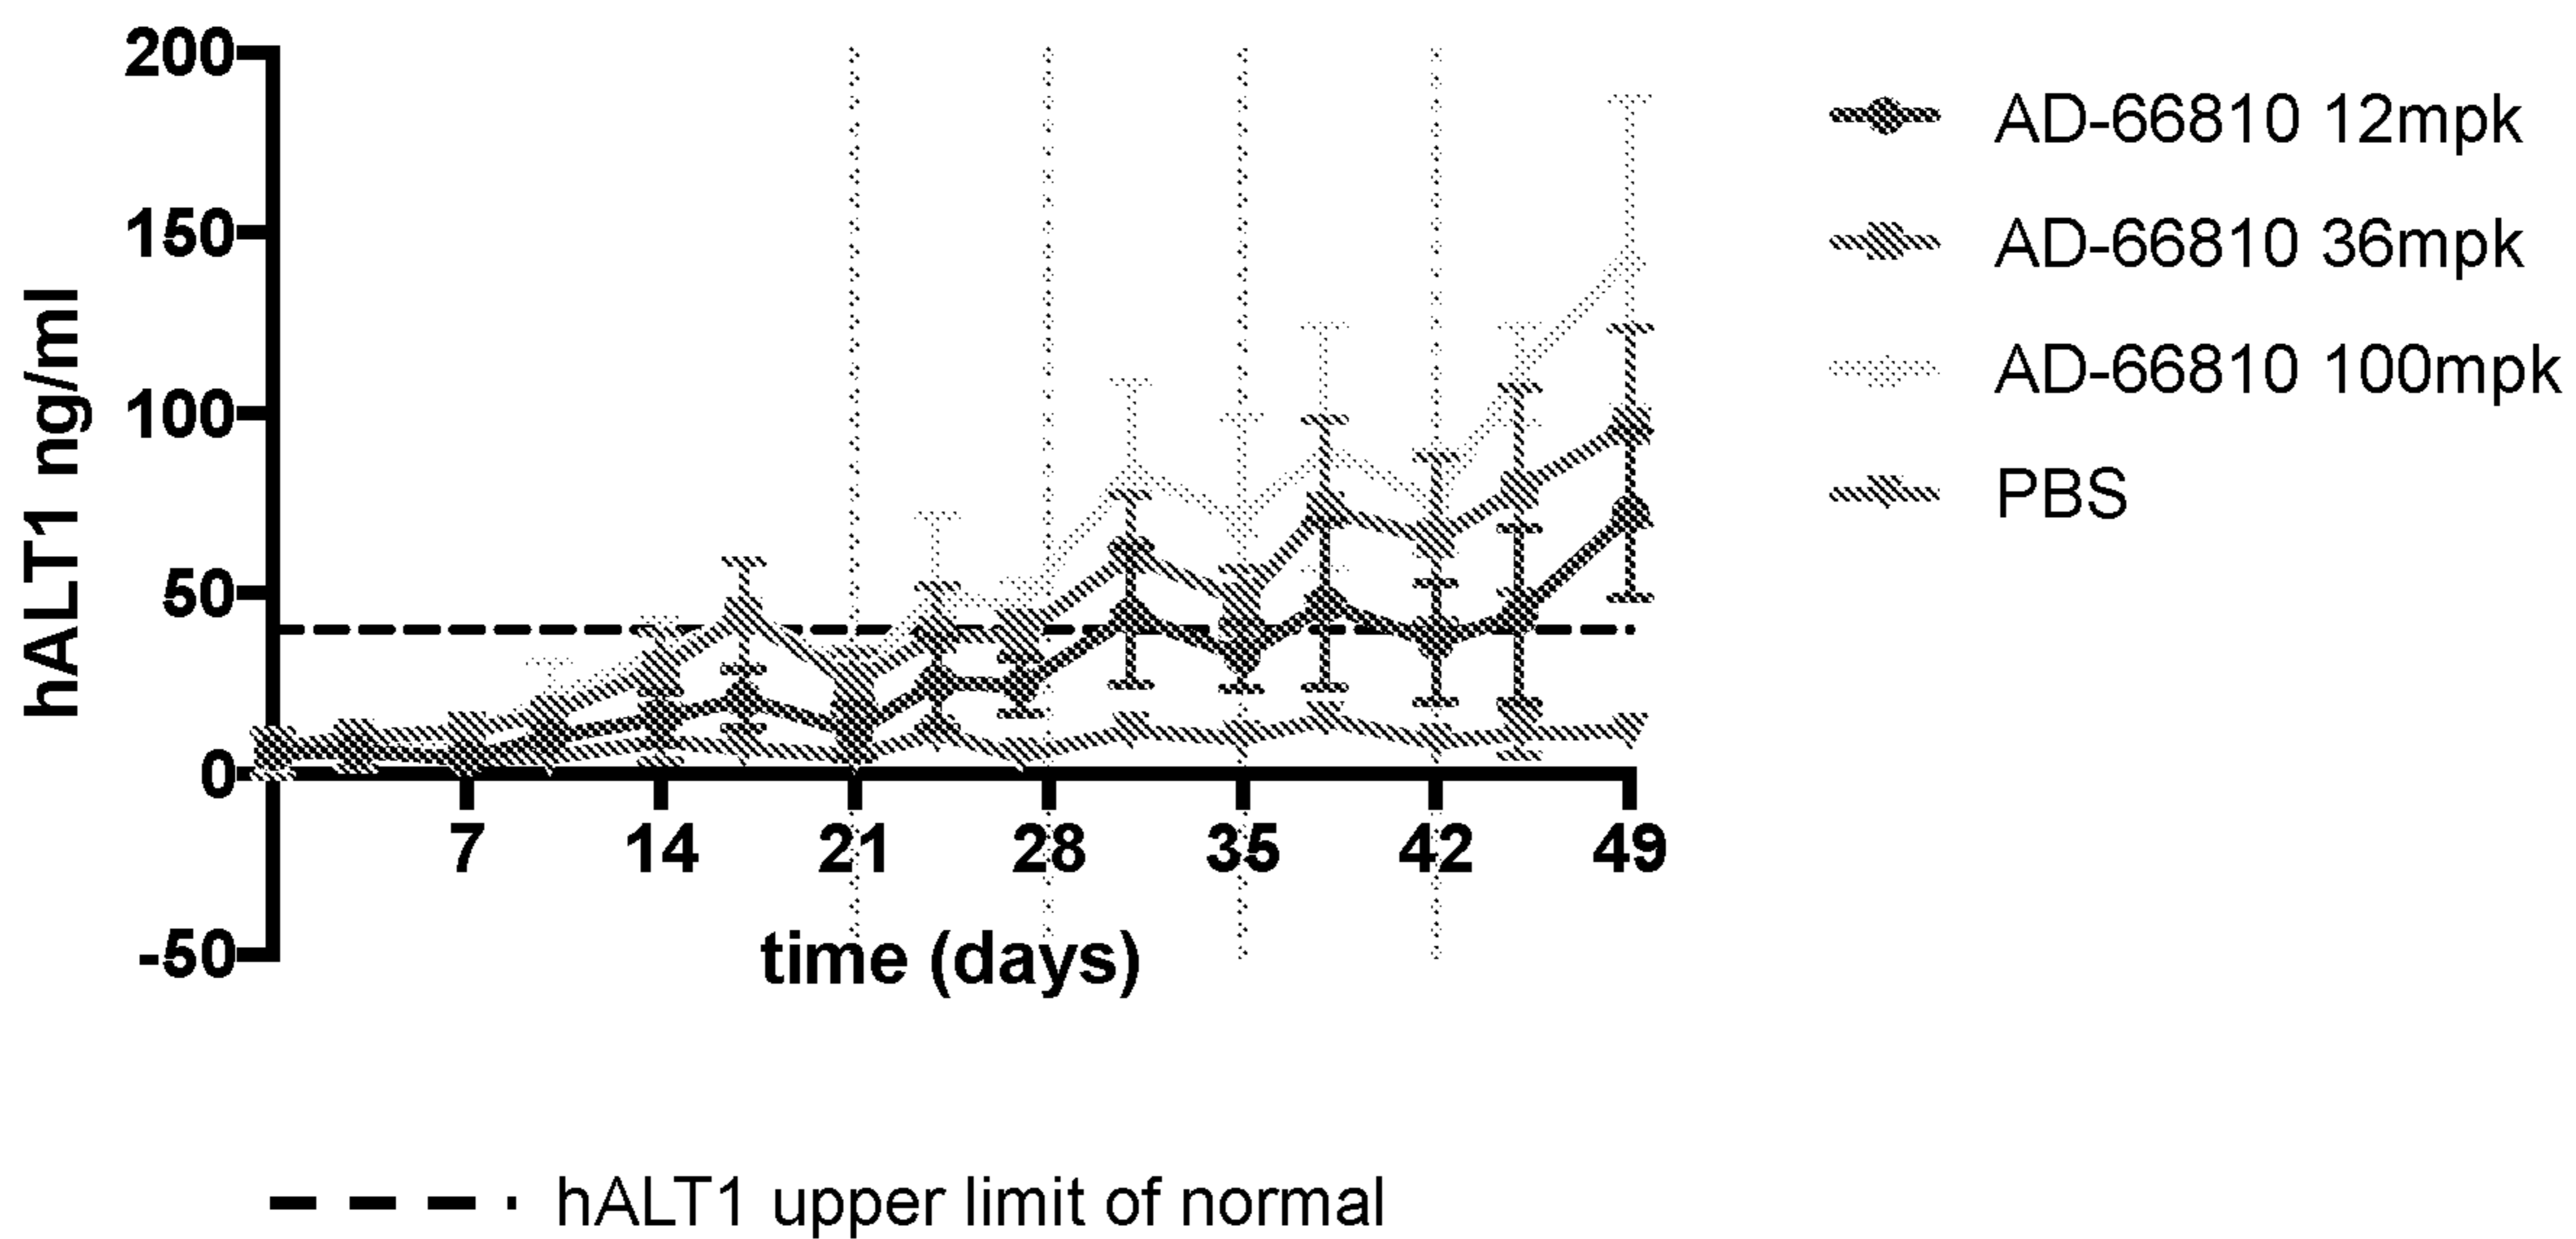 200
150
100
50
0
-50
hALT1 ng/ml
7 14 21 28 35 42 49
time (days)
AD-66810 12mpk
AD-66810 36mpk
AD-66810 100mpk
PBS
hALT1 upper limit of normal